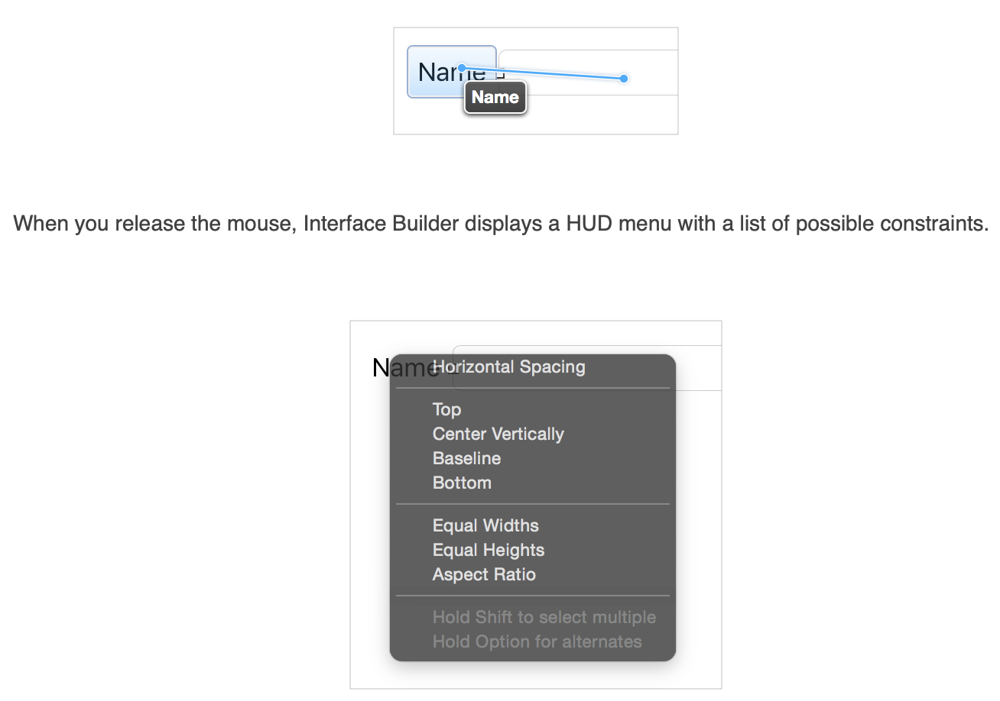 Name
Name
When you release the mouse, Interface Builder displays a HUD menu with a list of possible constraints.
Name
Horizontal Spacing
Top
Center Vertically
Baseline
Bottom
Equal Widths
Equal Heights
Aspect Ratio
Hold Shift to select multiple
Hold Option for alternates